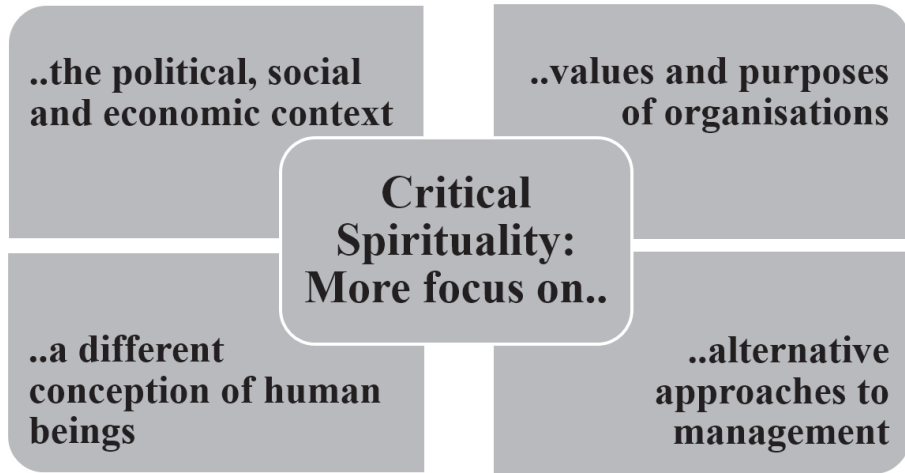 ..the political, social
and economic context
..values and purposes
of organisations
Critical
Spirituality:
More focus on..
..a different
conception of human
beings
..alternative
approaches to
management